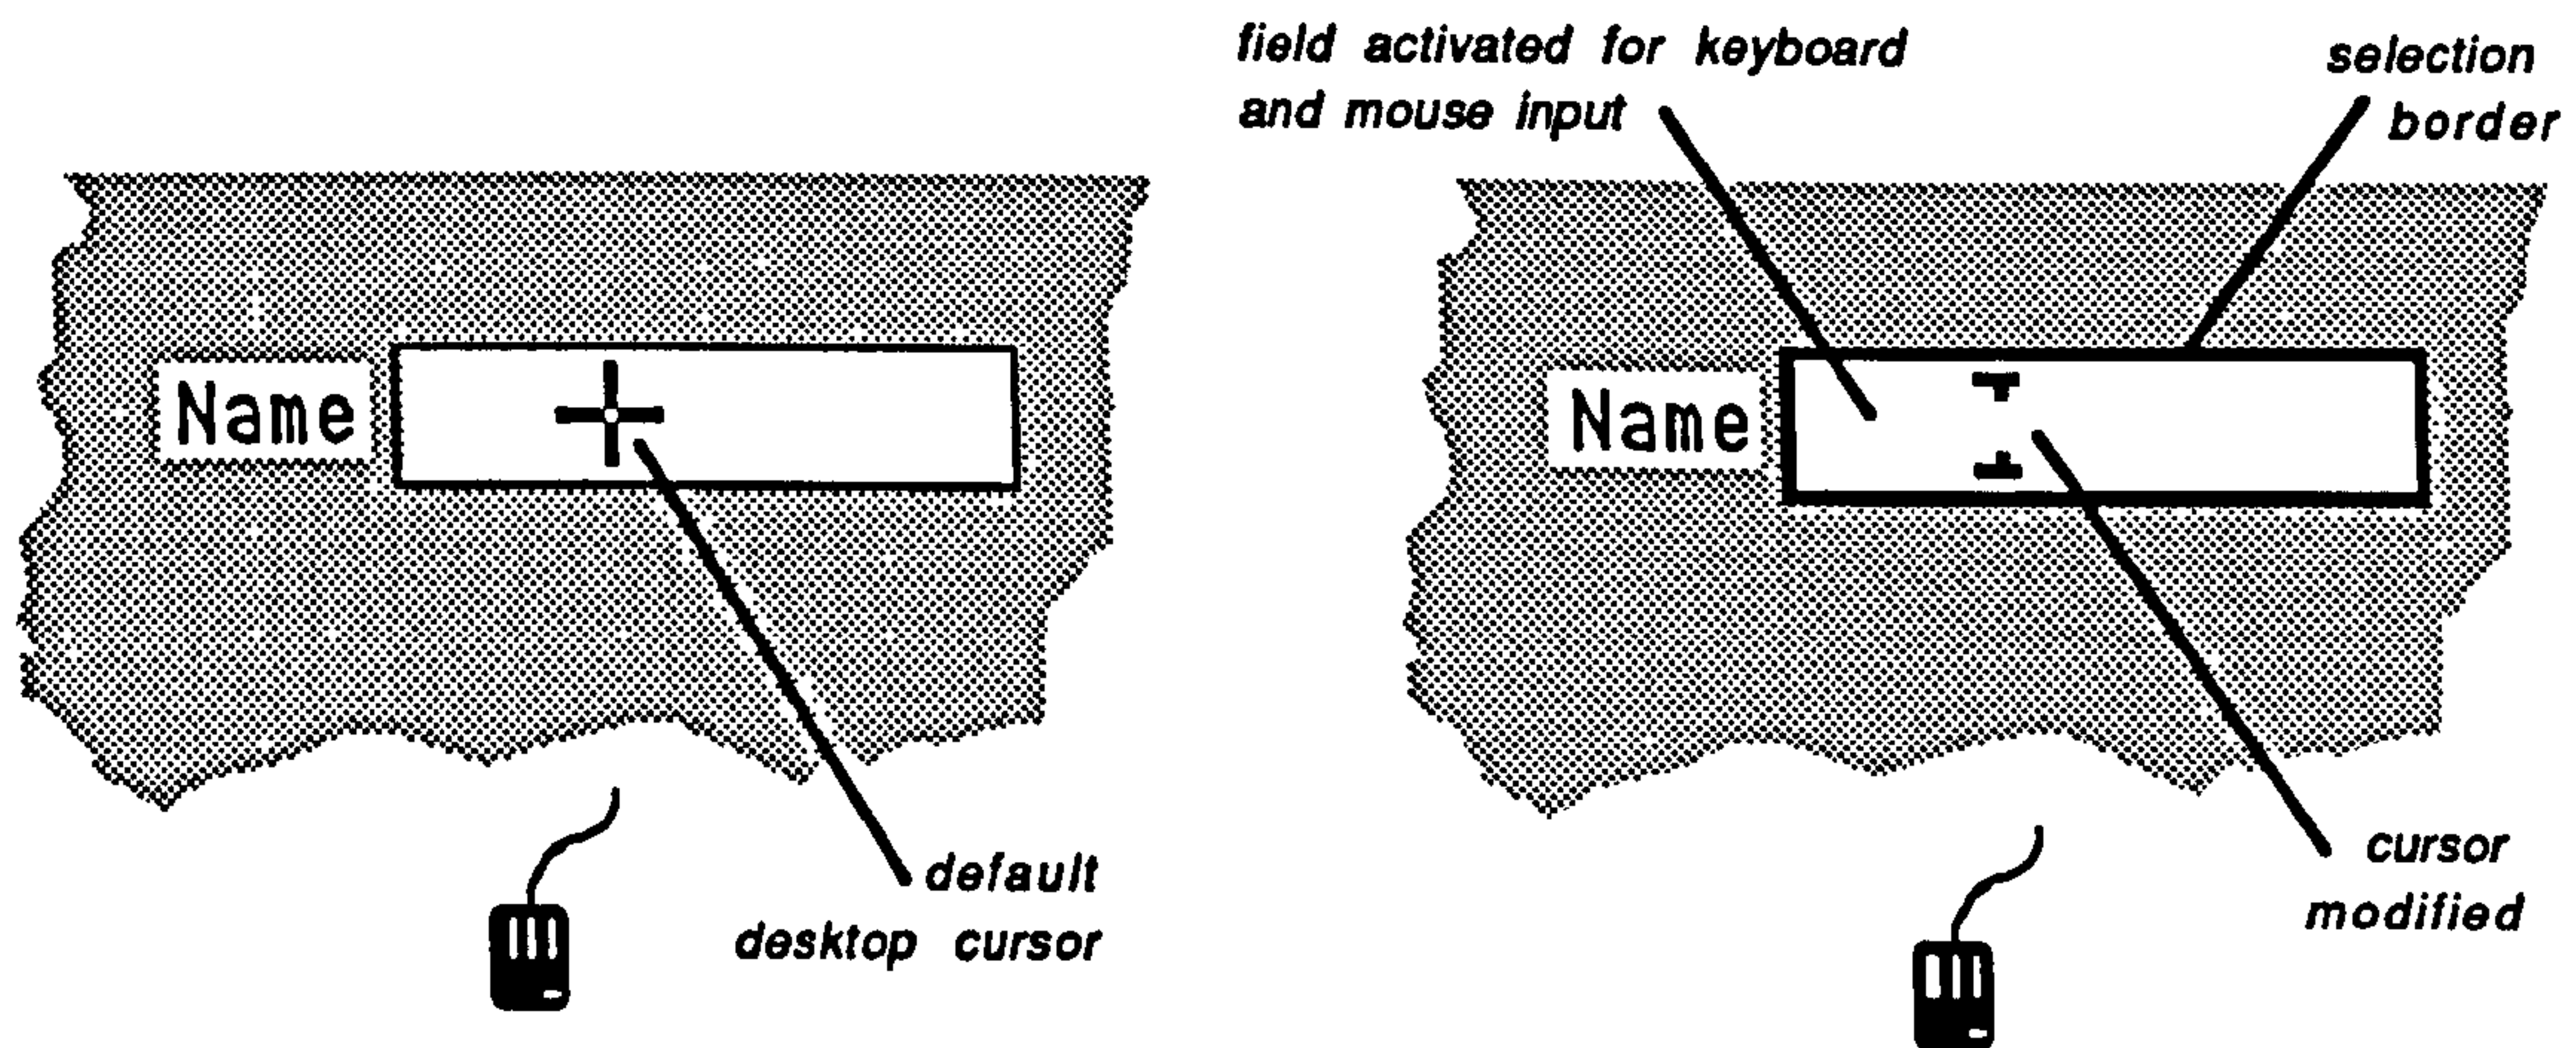 field activated for keyboard
and mouse input
selection
border
Name
Name
default
desktop cursor
cursor
modified